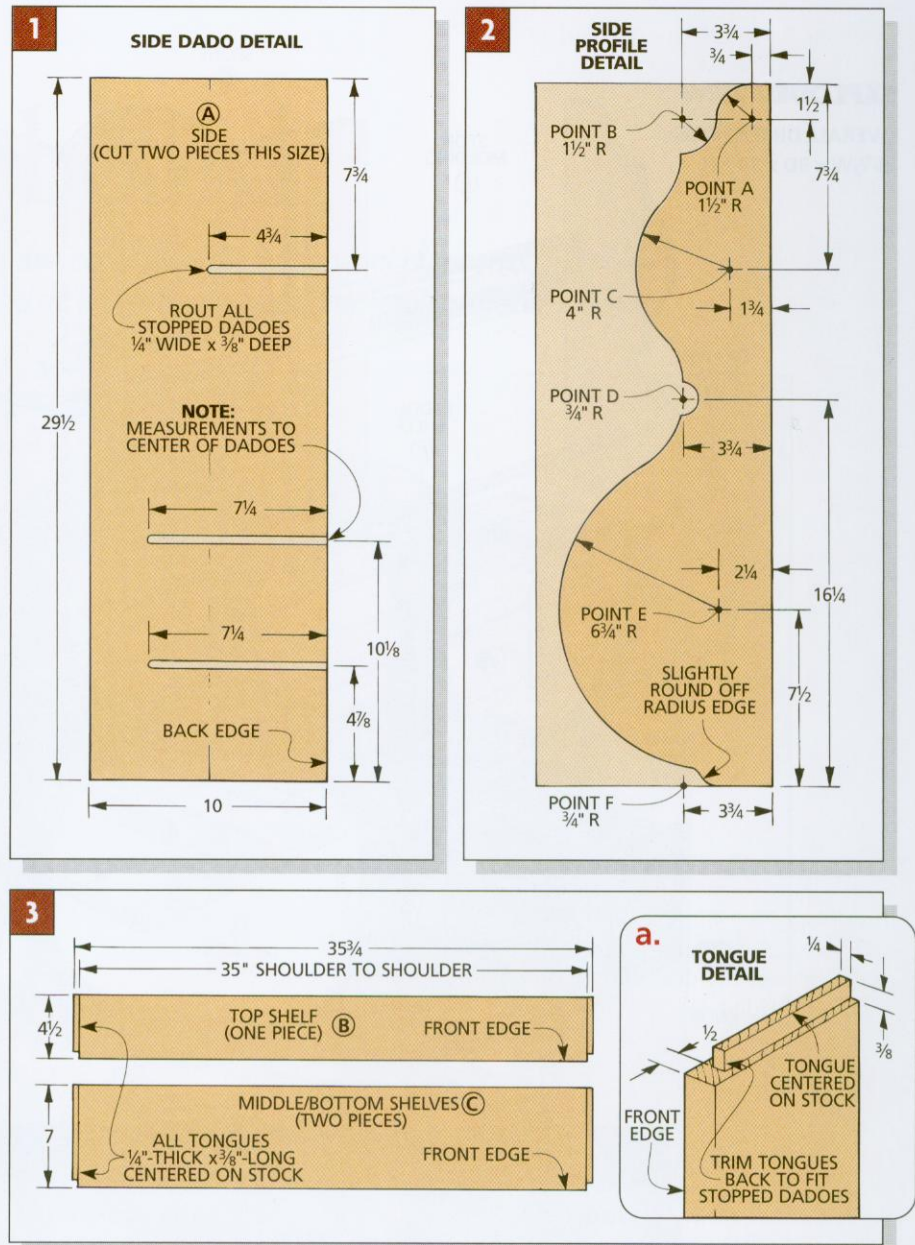 1
SIDE DADO DETAIL
A
SIDE
(CUT TWO PIECES THIS SIZE)
7¾
4¾
ROUT ALL
STOPPED DADOES
¼" WIDE x ⅜" DEEP
29½
NOTE:
MEASUREMENTS TO
CENTER OF DADOES
7¼
7¼
10⅛
4⅞
BACK EDGE
10
2
SIDE
PROFILE
DETAIL
3¾
¾
1½
POINT B
1½" R
7¾
POINT A
1½" R
POINT C
4" R
1¾
POINT D
¾" R
3¾
2¼
16¼
POINT E
6¾" R
SLIGHTLY
ROUND OFF
RADIUS EDGE
7½
POINT F
¾" R
3¾
3
35¾
35" SHOULDER TO SHOULDER
4½
TOP SHELF
(ONE PIECE) B
FRONT EDGE
7
MIDDLE/BOTTOM SHELVES C
(TWO PIECES)
ALL TONGUES
¼"-THICK x ⅜"-LONG
CENTERED ON STOCK
FRONT EDGE
a.
TONGUE
DETAIL
¼
½
⅜
TONGUE
CENTERED
ON STOCK
FRONT
EDGE
TRIM TONGUES
BACK TO FIT
STOPPED DADOES